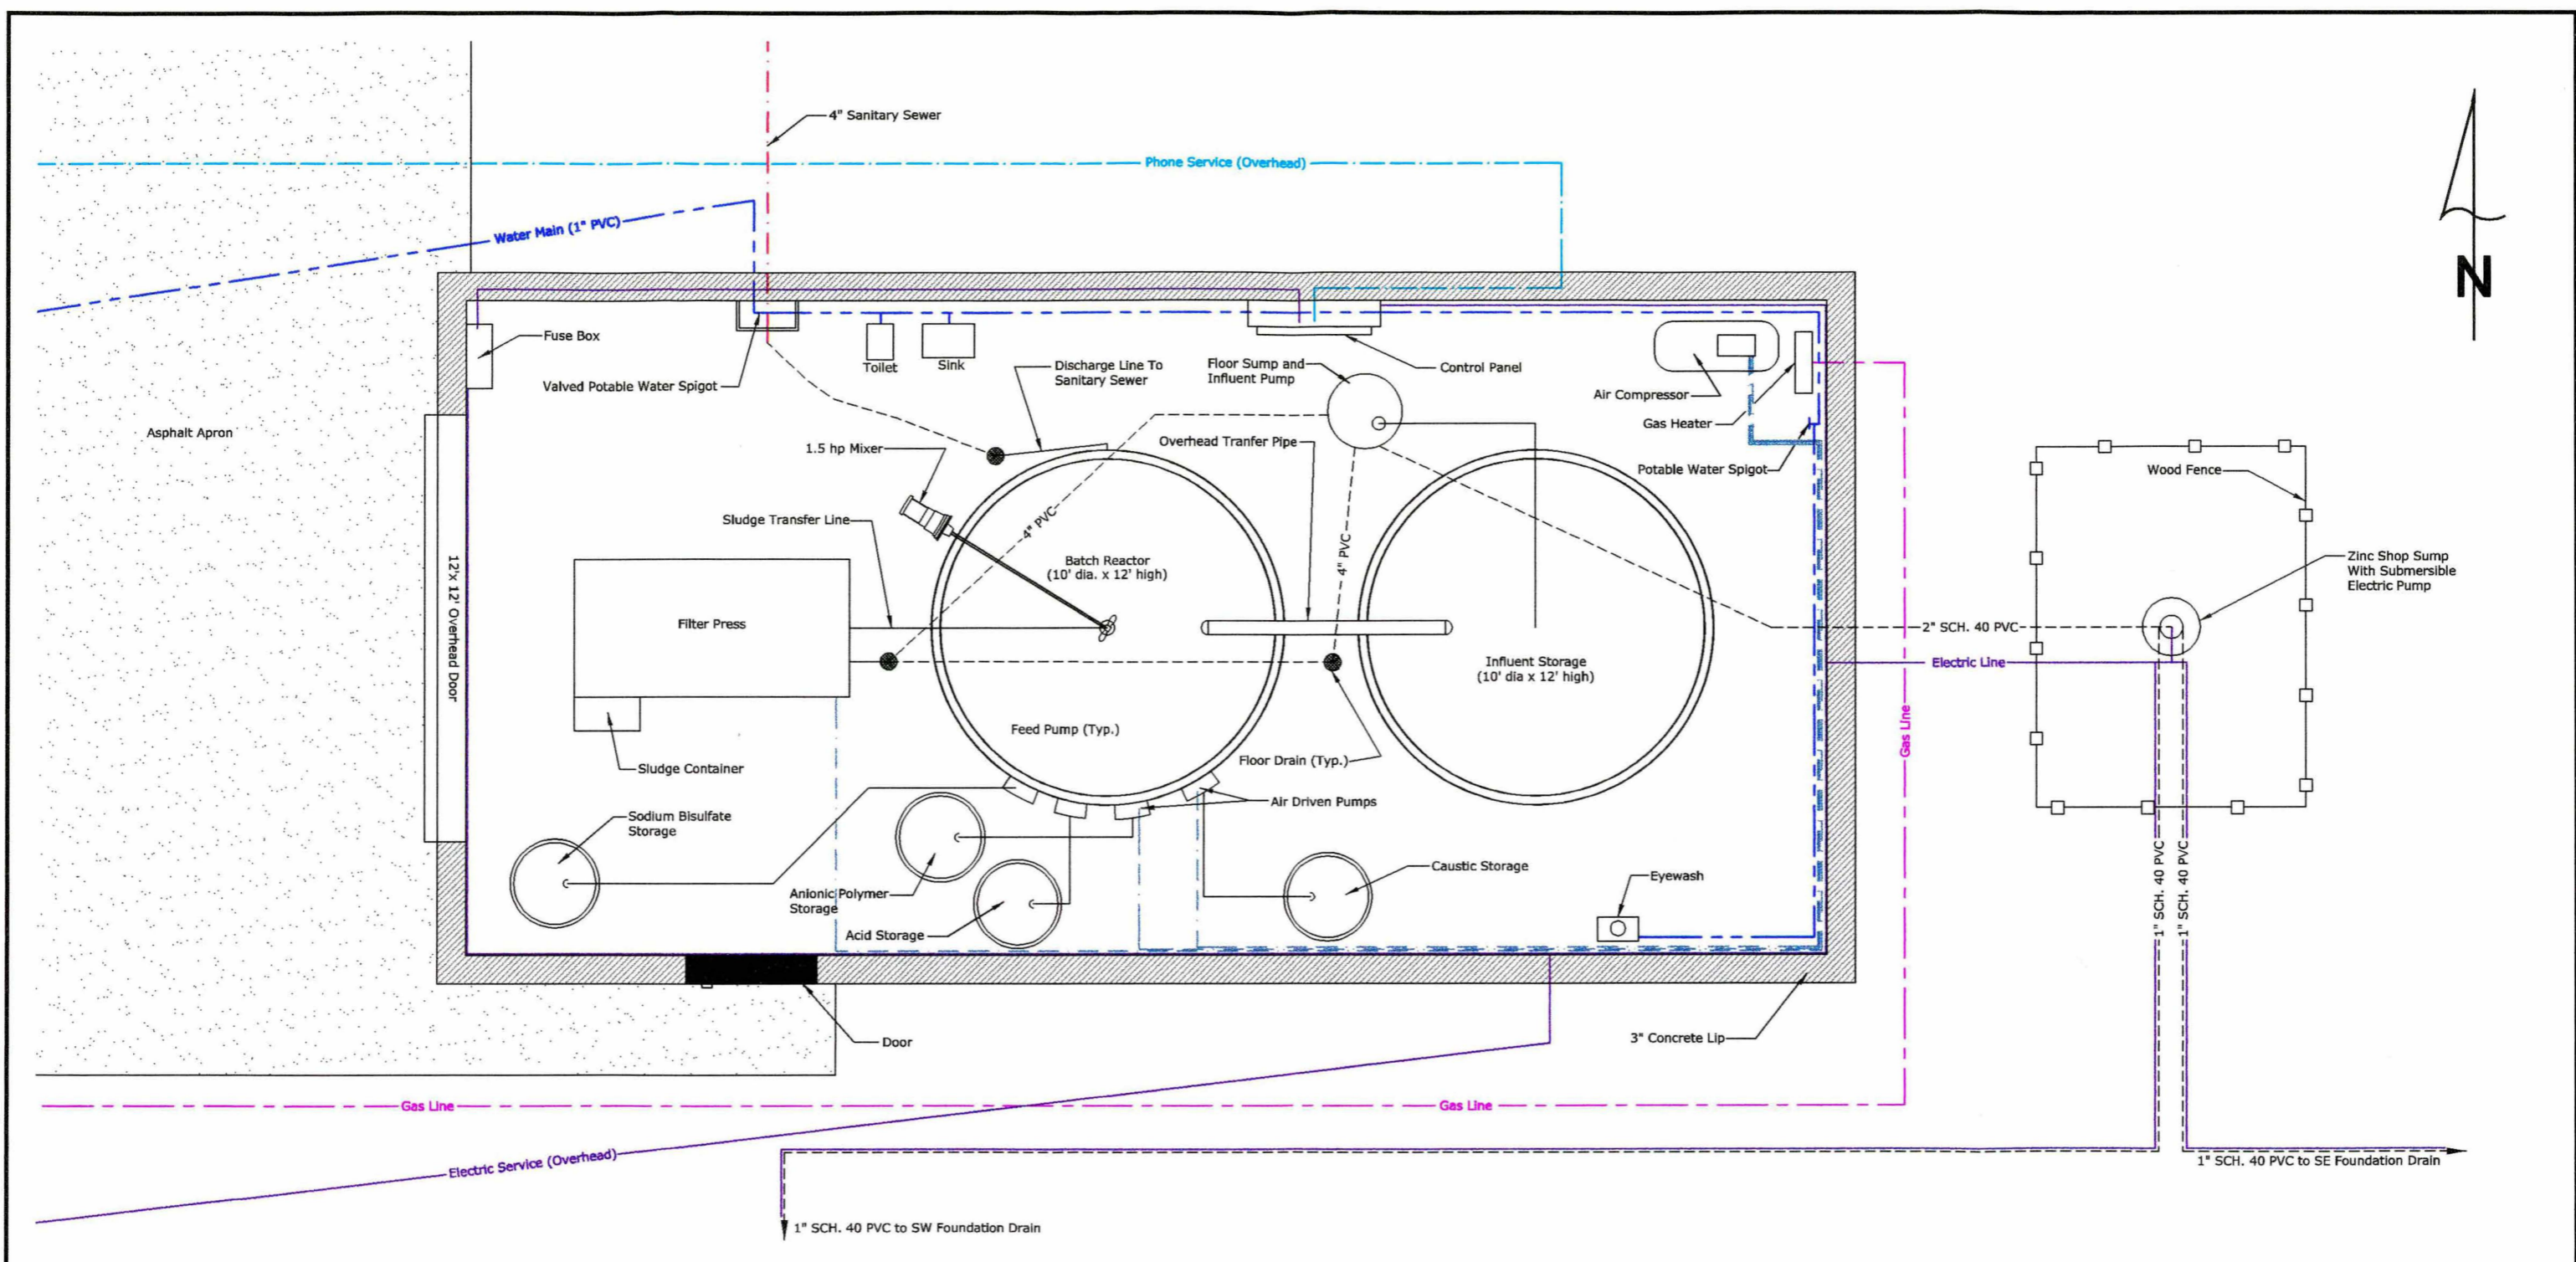 4" Sanitary Sewer
Phone Service (Overhead)
Water Main (1" PVC)
N
Fuse Box
Valved Potable Water Spigot
Toilet
Sink
Discharge Line To
Sanitary Sewer
Floor Sump and
Influent Pump
Control Panel
Air Compressor
Gas Heater
Potable Water Spigot
Asphalt Apron
1.5 hp Mixer
Overhead Tranfer Pipe
Wood Fence
Sludge Transfer Line
4" PVC
4" PVC
12'x 12' Overhead Door
Batch Reactor
(10' dia. x 12' high)
Zinc Shop Sump
With Submersible
Electric Pump
Filter Press
2" SCH. 40 PVC
Influent Storage
(10' dia x 12' high)
Electric Line
Gas Line
Feed Pump (Typ.)
Sludge Container
Floor Drain (Typ.)
Air Driven Pumps
Sodium Bisulfate
Storage
Anionic Polymer
Storage
Caustic Storage
Eyewash
Acid Storage
1" SCH. 40 PVC
1" SCH. 40 PVC
Door
3" Concrete Lip
Gas Line
Gas Line
Electric Service (Overhead)
1" SCH. 40 PVC to SE Foundation Drain
1" SCH. 40 PVC to SW Foundation Drain